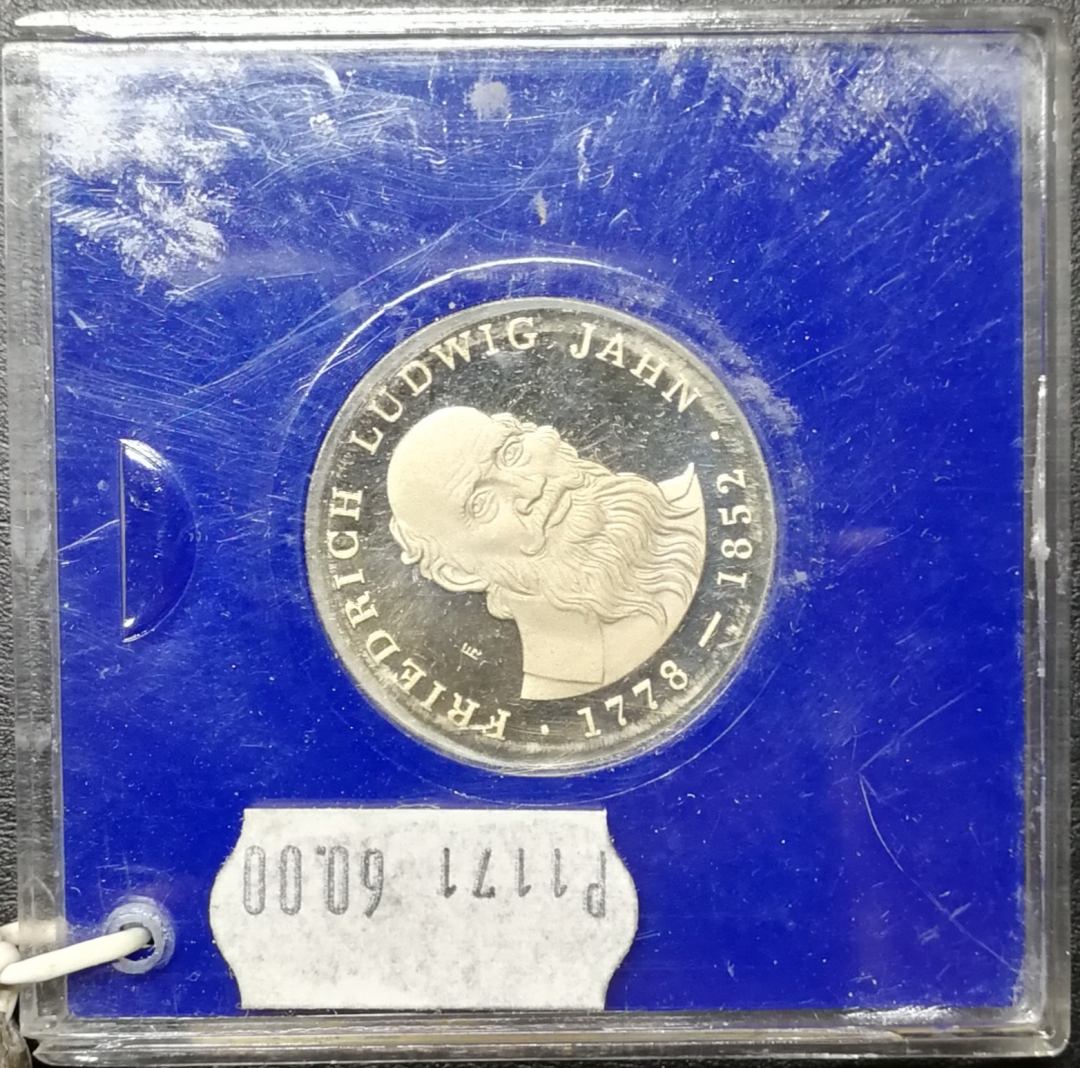 FRIEDRICH LUDWIG JAHN · 1778 — 1852 ·
P1171 60.00